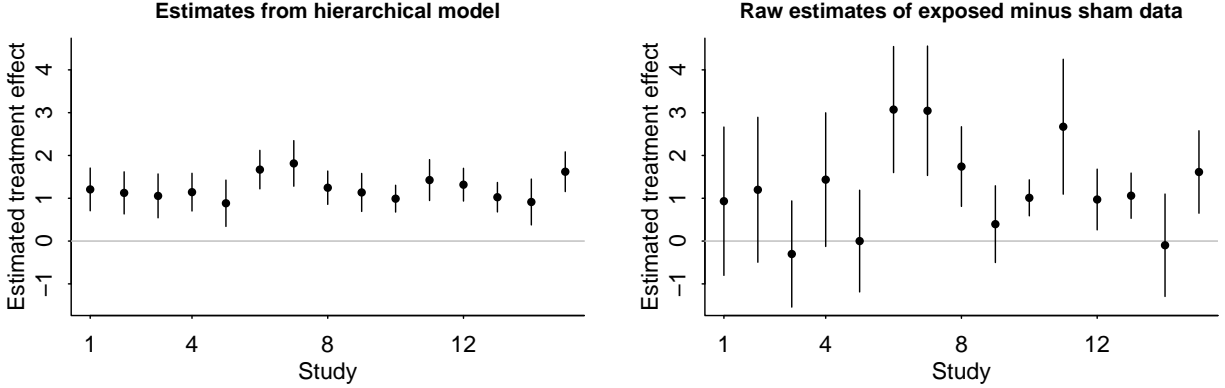 Estimates from hierarchical model
Estimated treatment effect
4
3
2
1
0
−1
1 4 8 12
Study
Raw estimates of exposed minus sham data
Estimated treatment effect
4
3
2
1
0
−1
1 4 8 12
Study